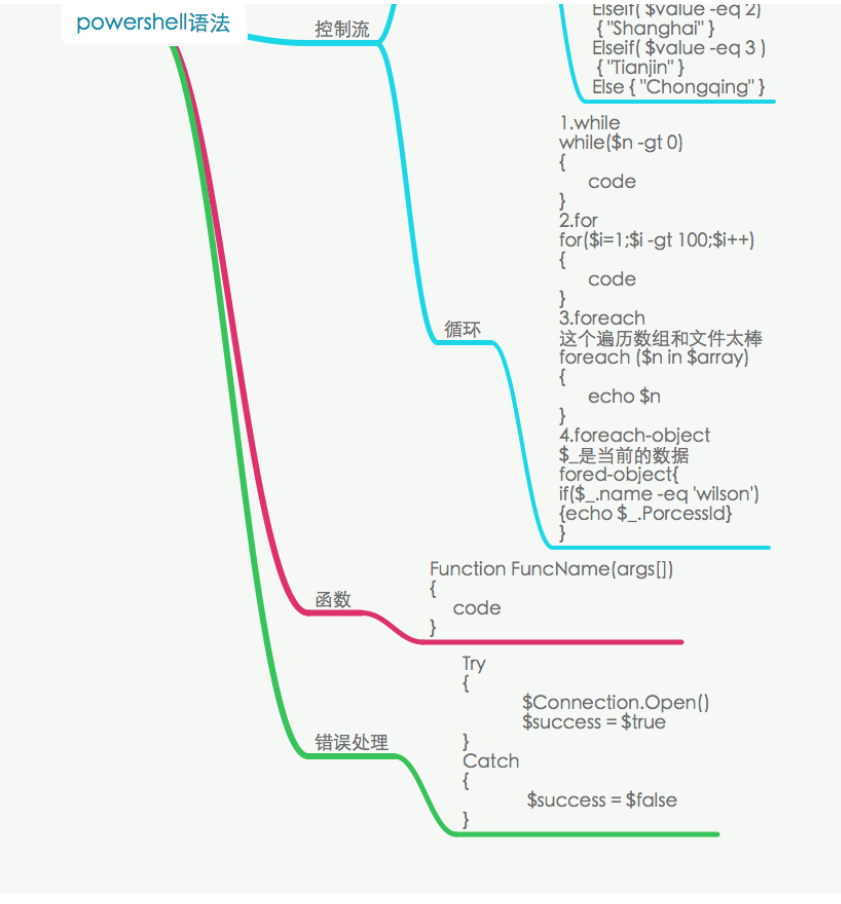 powershell语法
控制流
Elseif( $value -eq 2)
{ "Shanghai" }
Elseif( $value -eq 3 )
{ "Tianjin" }
Else { "Chongqing" }
循环
1.while
while($n -gt 0)
{
code
}
2.for
for($i=1;$i -gt 100;$i++)
{
code
}
3.foreach
这个遍历数组和文件太棒
foreach ($n in $array)
{
echo $n
}
4.foreach-object
$_是当前的数据
fored-object{
if($_.name -eq 'wilson')
{echo $_.PorcessId}
}
函数
Function FuncName(args[])
{
code
}
错误处理
Try
{
$Connection.Open()
$success = $true
}
Catch
{
$success = $false
}